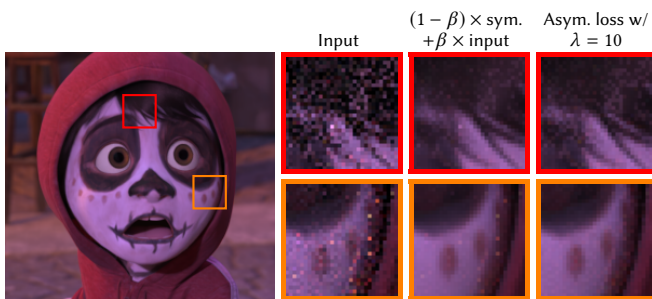 Input
(1 − β) × sym.
+β × input
Asym. loss w/
λ = 10